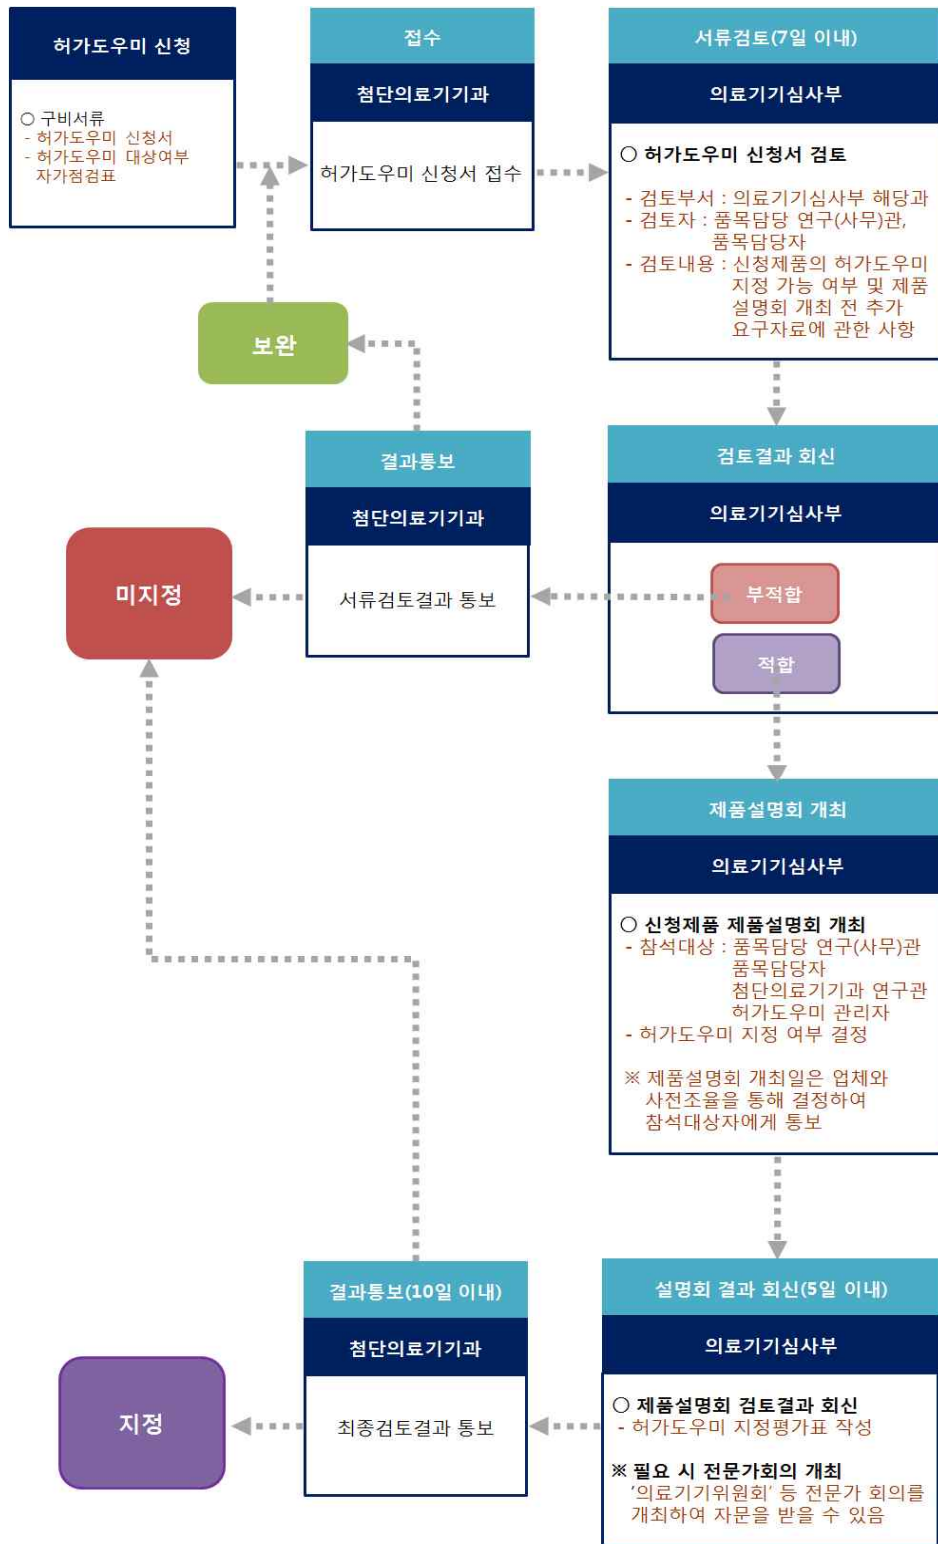 허가도우미 신청
○ 구비서류
- 허가도우미 신청서
- 허가도우미 대상여부
자가점검표
접수
첨단의료기기과
허가도우미 신청서 접수
서류검토(7일 이내)
의료기기심사부
○ 허가도우미 신청서 검토
- 검토부서 : 의료기기심사부 해당과
- 검토자 : 품목담당 연구(사무)관,
품목담당자
- 검토내용 : 신청제품의 허가도우미
지정 가능 여부 및 제품
설명회 개최 전 추가
요구자료에 관한 사항
보완
결과통보
첨단의료기기과
서류검토결과 통보
검토결과 회신
의료기기심사부
부적합
적합
미지정
제품설명회 개최
의료기기심사부
○ 신청제품 제품설명회 개최
- 참석대상 : 품목담당 연구(사무)관
품목담당자
첨단의료기기과 연구관
허가도우미 관리자
- 허가도우미 지정 여부 결정
※ 제품설명회 개최일은 업체와
사전조율을 통해 결정하여
참석대상자에게 통보
설명회 결과 회신(5일 이내)
의료기기심사부
○ 제품설명회 검토결과 회신
- 허가도우미 지정평가표 작성
※ 필요 시 전문가회의 개최
'의료기기위원회' 등 전문가 회의를
개최하여 자문을 받을 수 있음
결과통보(10일 이내)
첨단의료기기과
최종검토결과 통보
지정